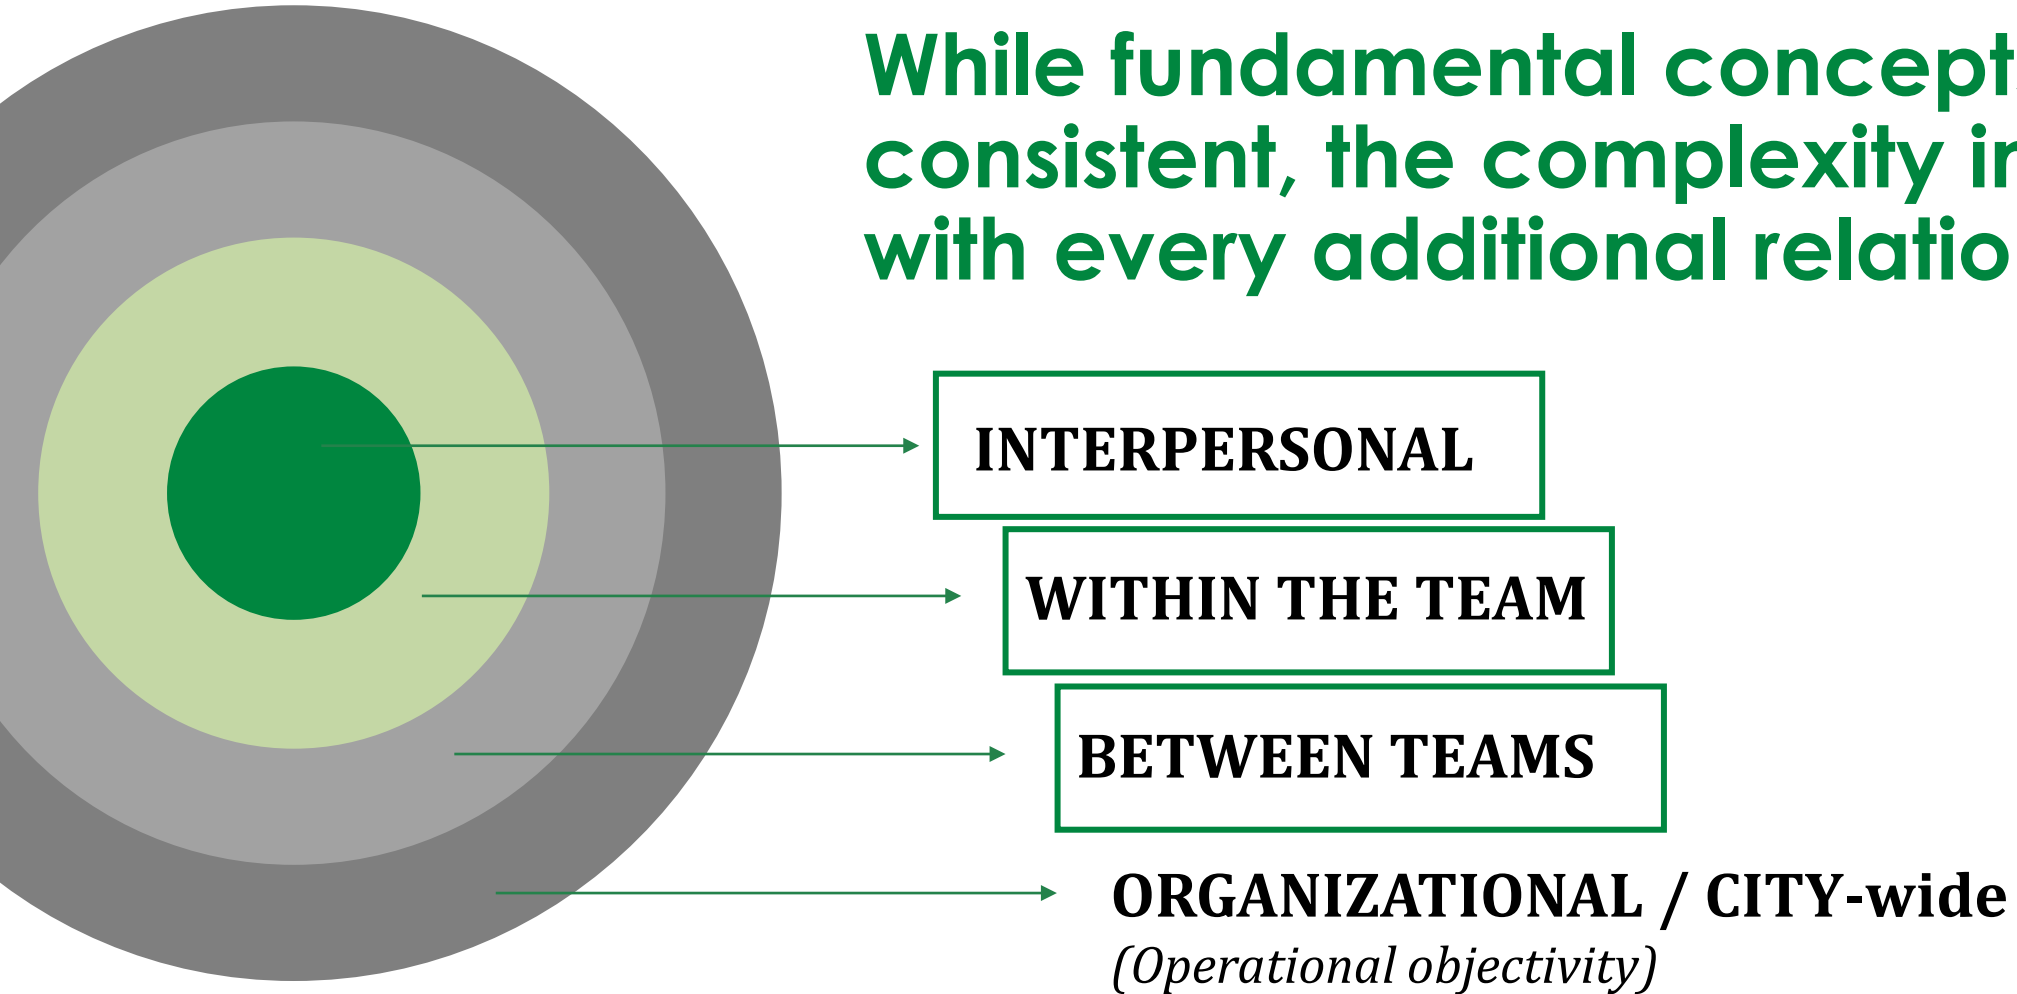 While fundamental concept
consistent, the complexity in
with every additional relatio
INTERPERSONAL
WITHIN THE TEAM
BETWEEN TEAMS
ORGANIZATIONAL / CITY-wide
(Operational objectivity)